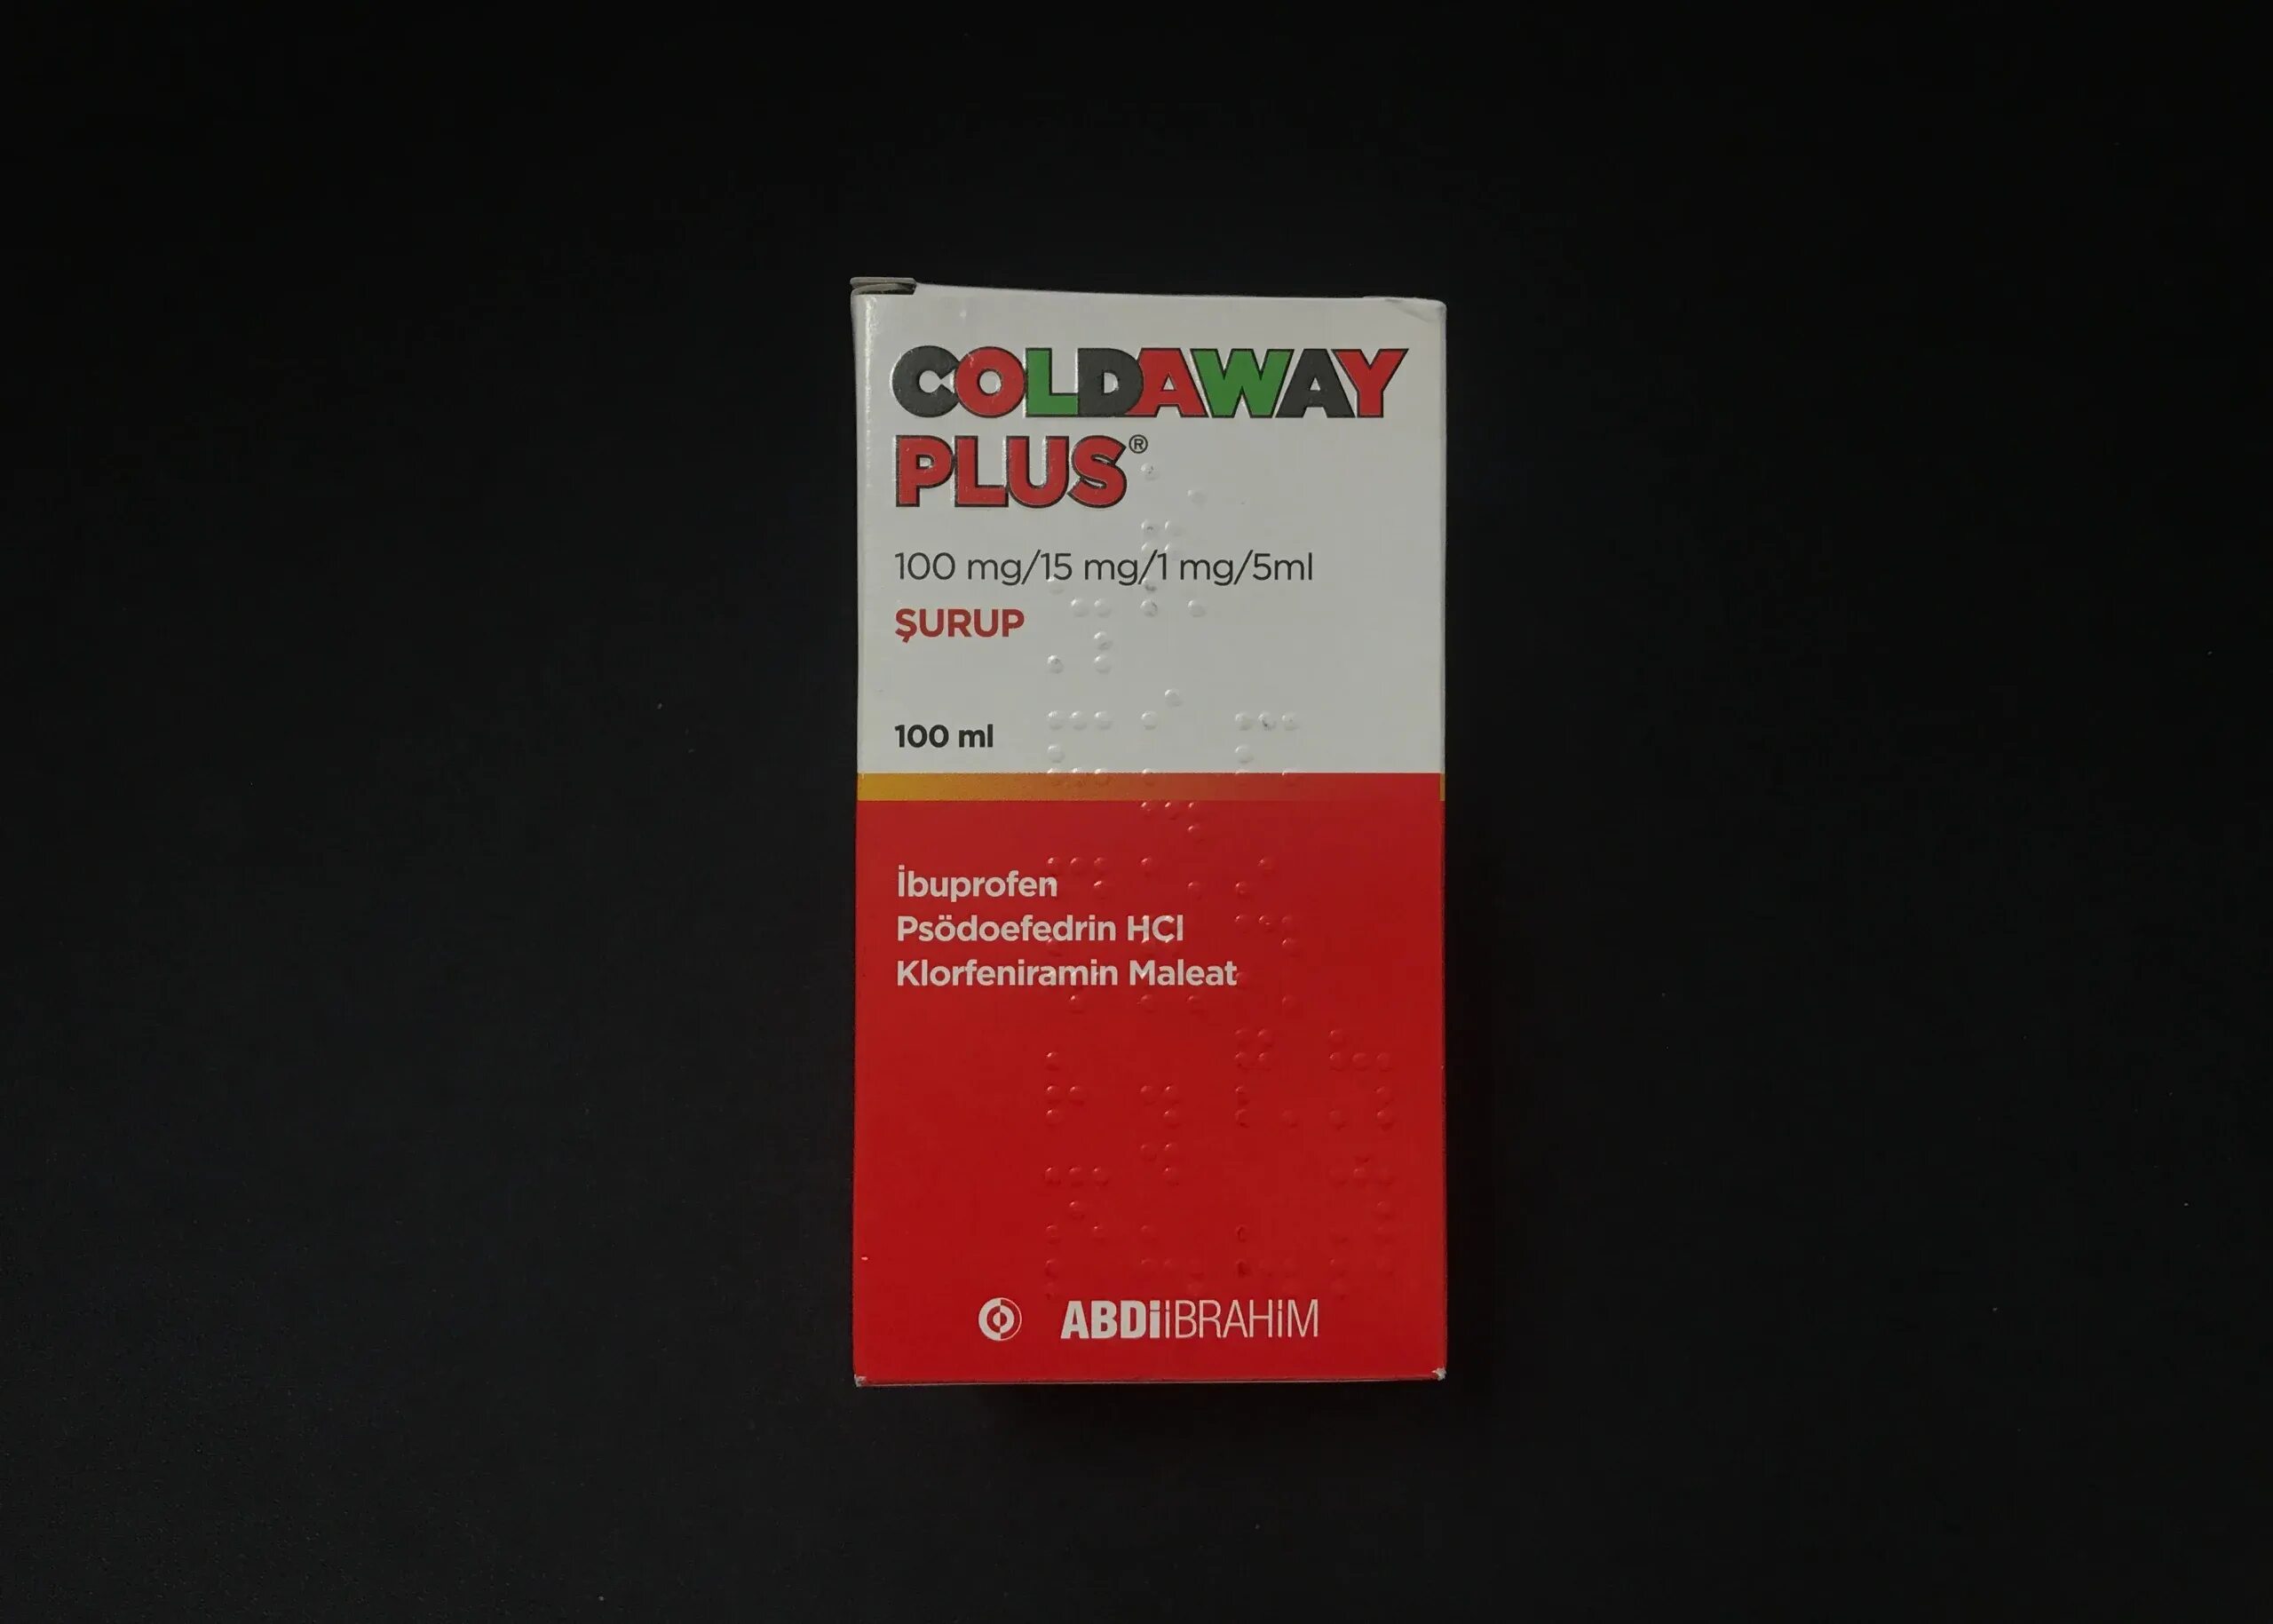 COLDAWAY
PLUS®
100 mg/15 mg/1 mg/5ml
ŞURUP
100 ml
İbuprofen
Psödoefedrin HCl
Klorfeniramin Maleat
ABDİİBRAHİM